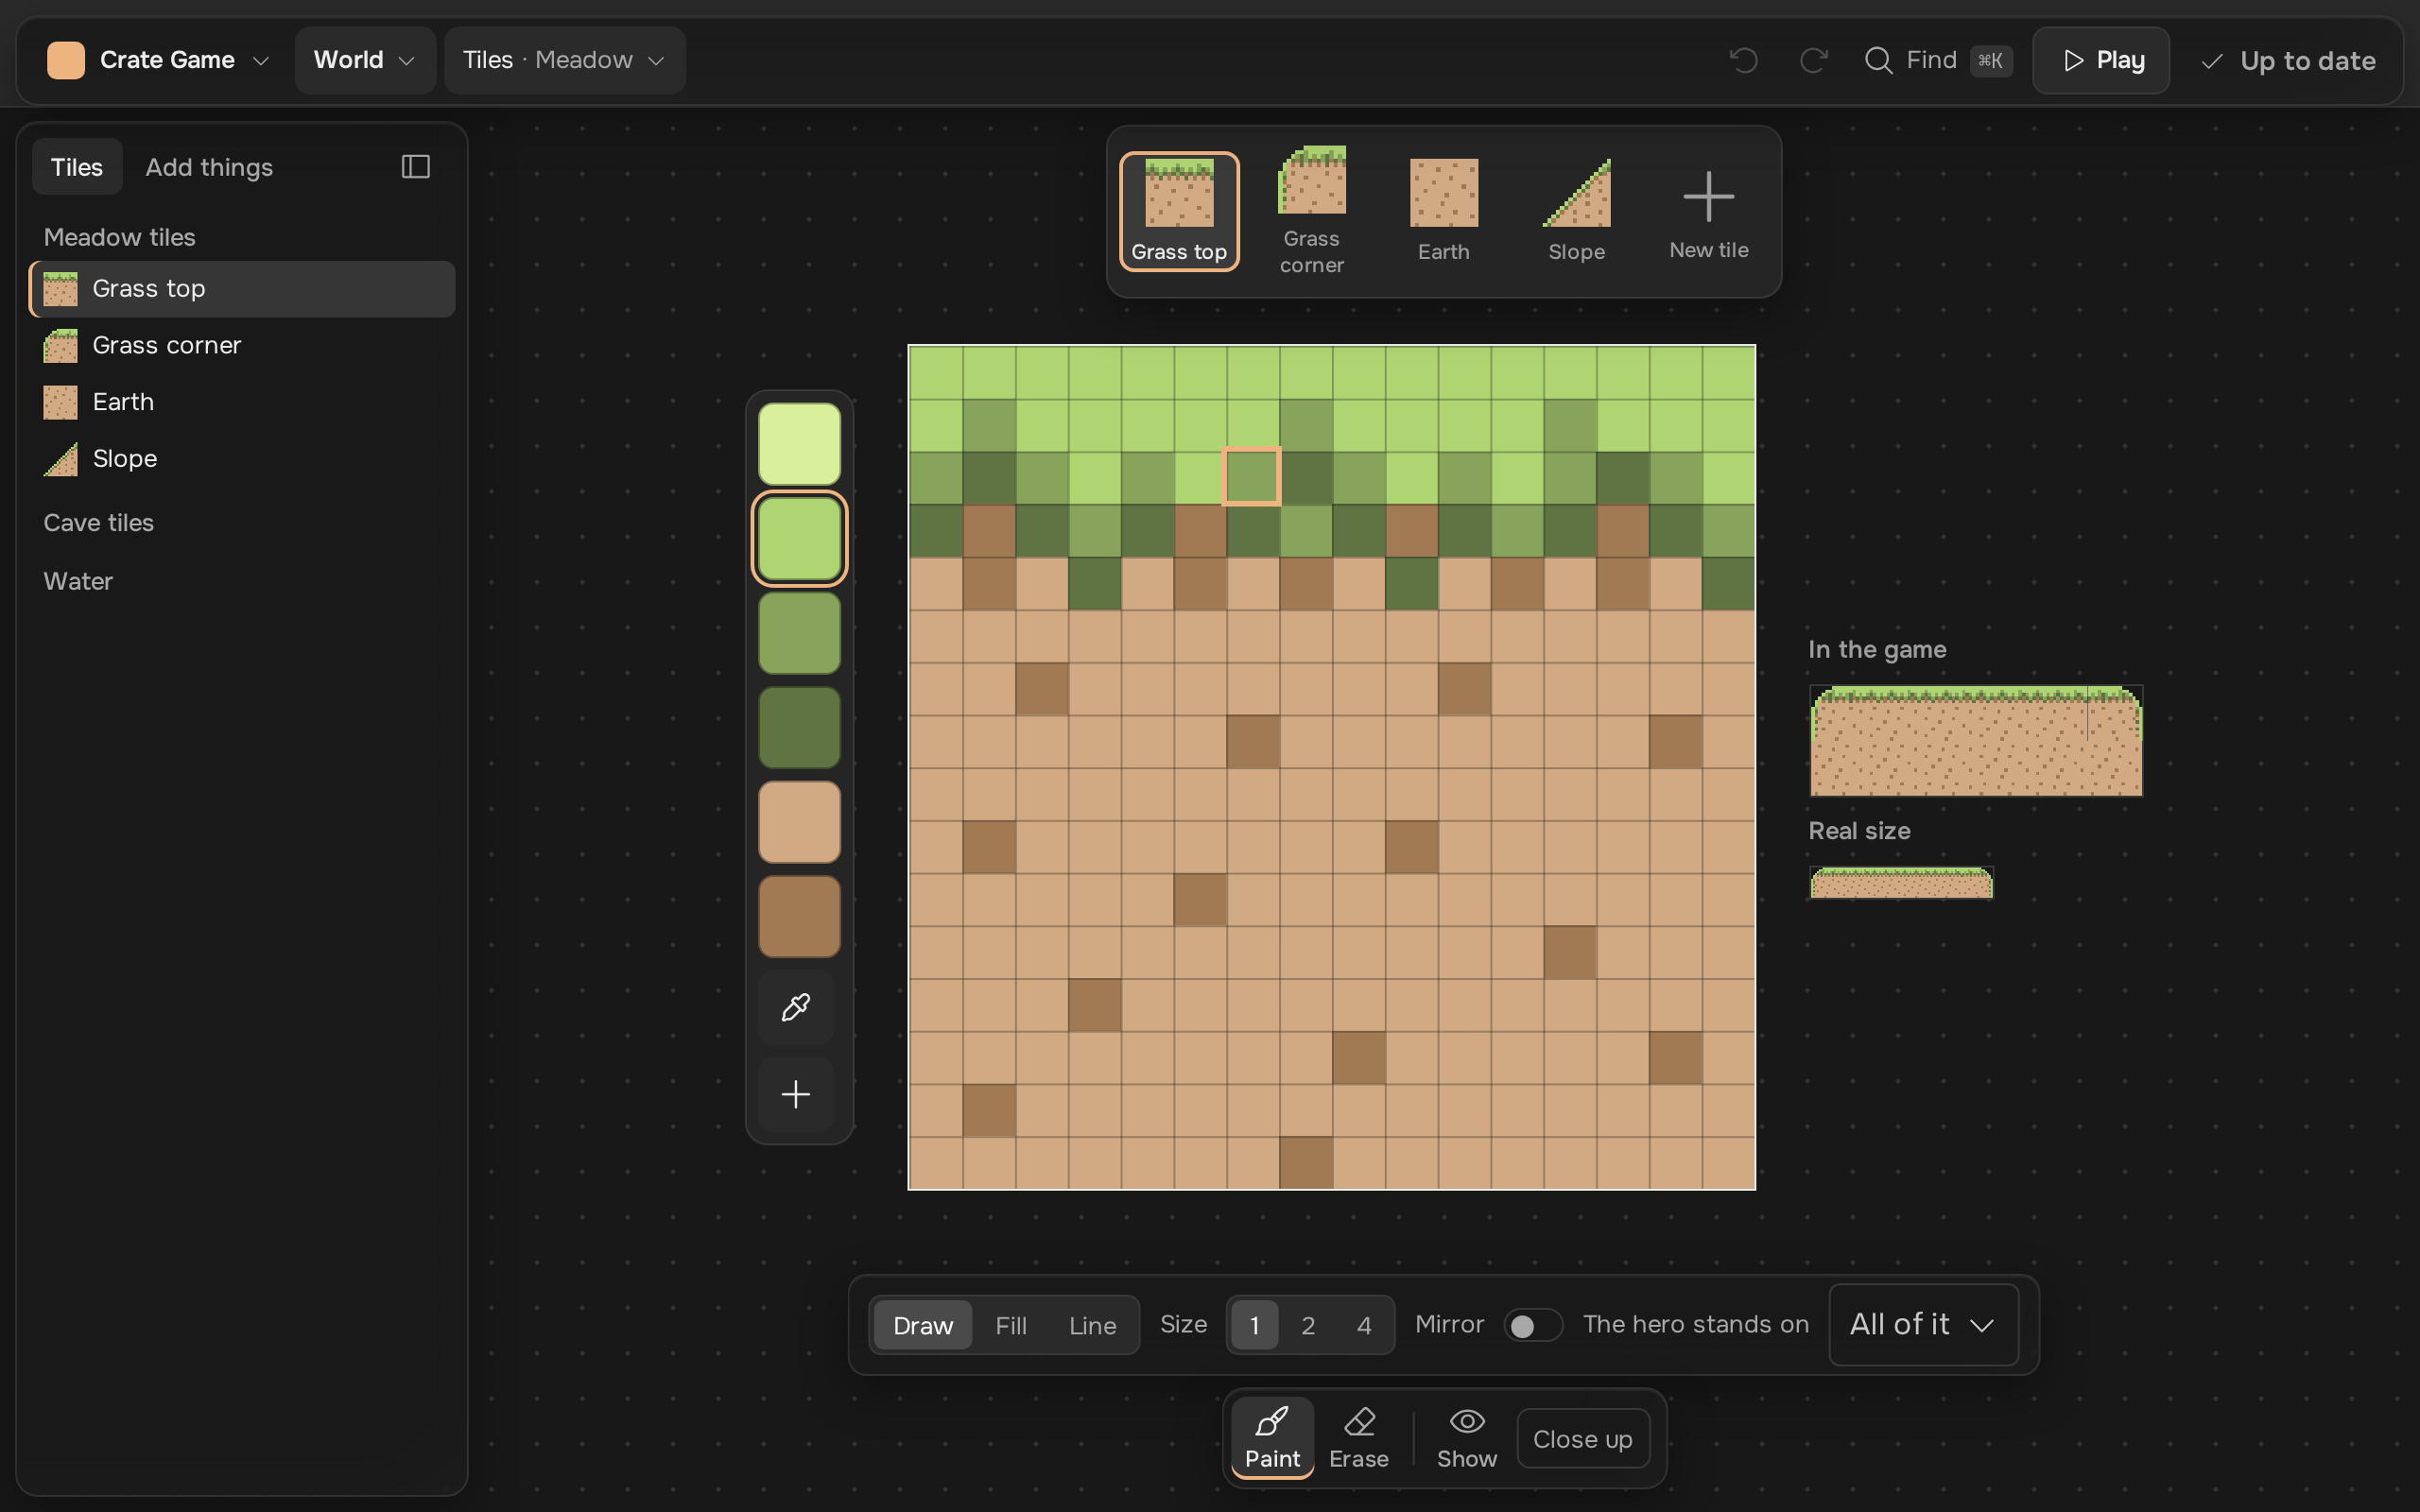 Crate Game
World
Tiles · Meadow
Find ⌘K
Play
Up to date
Tiles
Add things
Meadow tiles
Grass top
Grass corner
Earth
Slope
Cave tiles
Water
Grass top
Grass
corner
Earth
Slope
New tile
In the game
Real size
Draw
Fill
Line
Size
1
2
4
Mirror
The hero stands on
All of it
Paint
Erase
Show
Close up